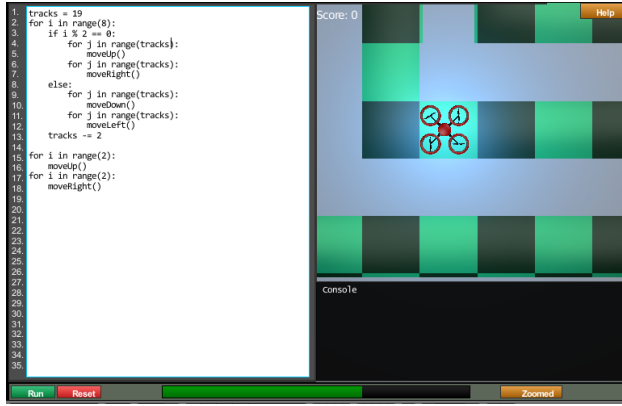 1. tracks = 19
2. for i in range(8):
3.     if i % 2 == 0:
4.         for j in range(tracks):
5.             moveUp()
6.         for j in range(tracks):
7.             moveRight()
8.     else:
9.         for j in range(tracks):
10.             moveDown()
11.         for j in range(tracks):
12.             moveLeft()
13.     tracks -= 2
14.
15. for i in range(2):
16.     moveUp()
17. for i in range(2):
18.     moveRight()
19.
20.
21.
22.
23.
24.
25.
26.
27.
28.
29.
30.
31.
32.
33.
34.
35.
Score: 0
Help
Console
Run
Reset
Zoomed